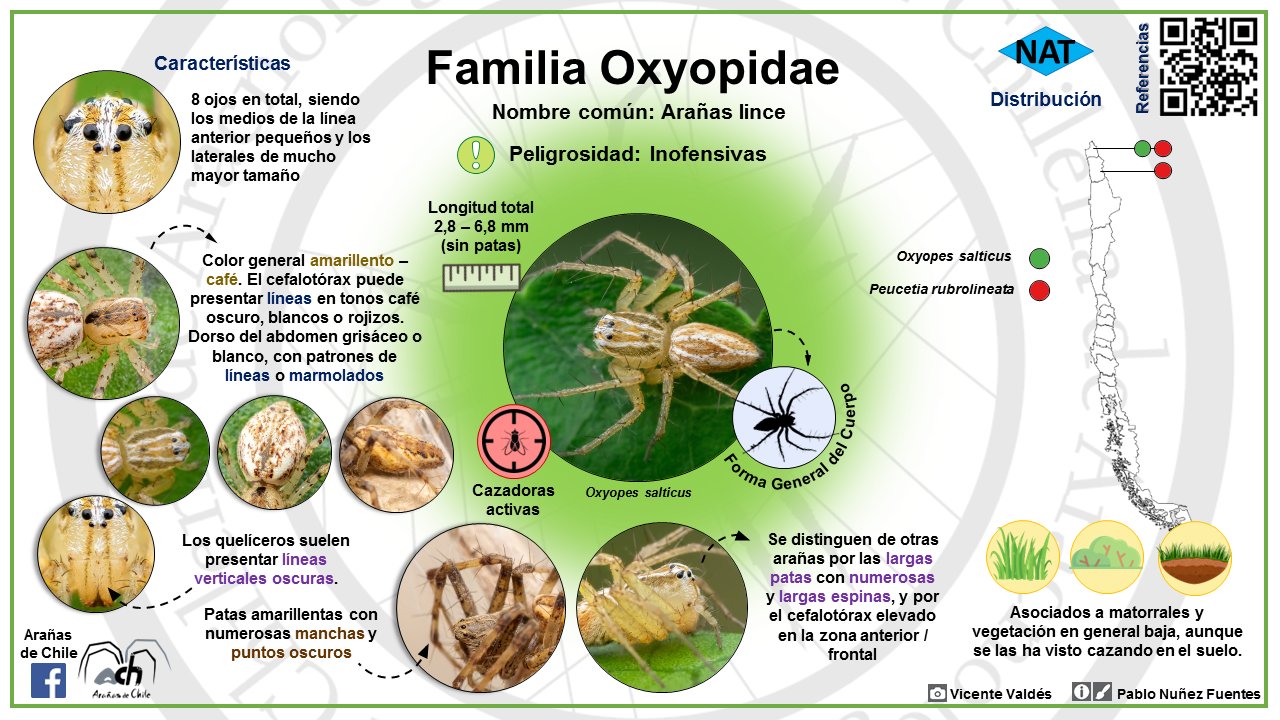 Familia Oxyopidae
Nombre común: Arañas lince
Peligrosidad: Inofensivas
Características
8 ojos en total, siendo
los medios de la línea
anterior pequeños y los
laterales de mucho
mayor tamaño
Color general amarillento –
café. El cefalotórax puede
presentar líneas en tonos café
oscuro, blancos o rojizos.
Dorso del abdomen grisáceo o
blanco, con patrones de
líneas o marmolados
Los quelíceros suelen
presentar líneas
verticales oscuras.
Patas amarillentas con
numerosas manchas y
puntos oscuros
Arañas
de Chile
ach
Arañas de Chile
Longitud total
2,8 – 6,8 mm
(sin patas)
Cazadoras
activas
Oxyopes salticus
Forma General del Cuerpo
Se distinguen de otras
arañas por las largas
patas con numerosas
y largas espinas, y por
el cefalotórax elevado
en la zona anterior /
frontal
NAT
Distribución
Referencias
Oxyopes salticus
Peucetia rubrolineata
Asociados a matorrales y
vegetación en general baja, aunque
se las ha visto cazando en el suelo.
Vicente Valdés
Pablo Nuñez Fuentes